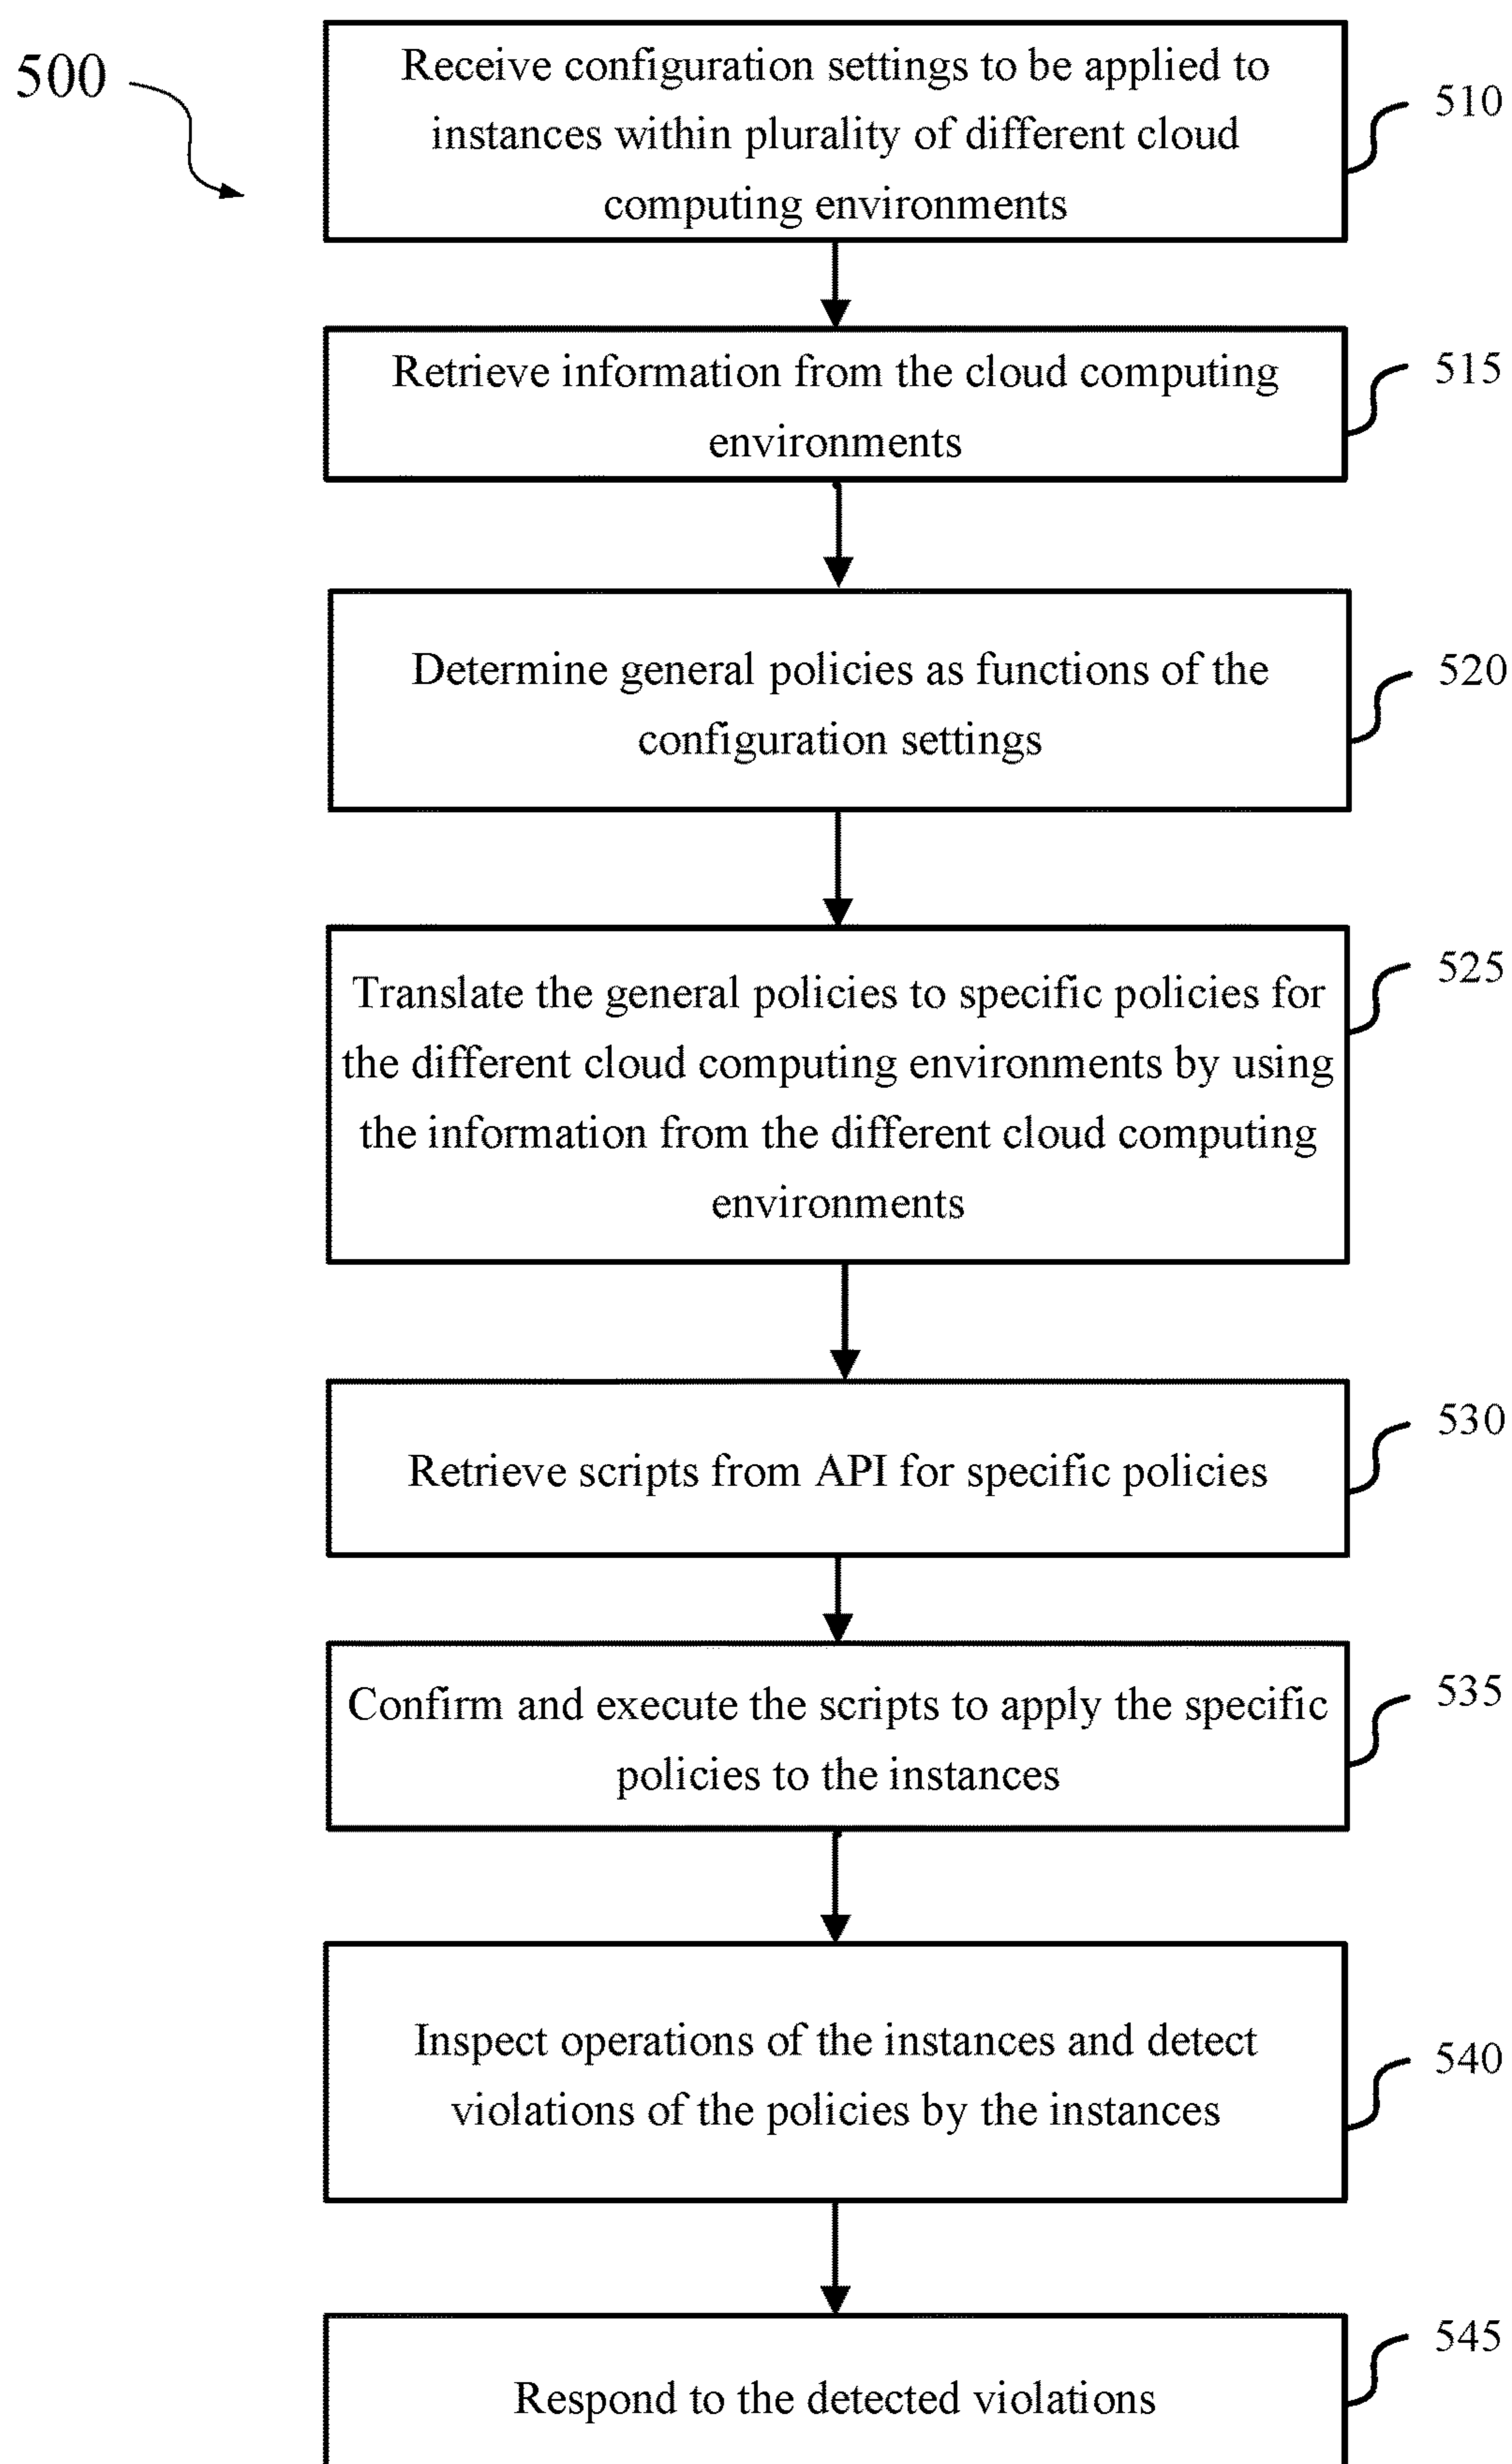 500
Receive configuration settings to be applied to
instances within plurality of different cloud
computing environments
510
Retrieve information from the cloud computing
environments
515
Determine general policies as functions of the
configuration settings
520
Translate the general policies to specific policies for
the different cloud computing environments by using
the information from the different cloud computing
environments
525
Retrieve scripts from API for specific policies
530
Confirm and execute the scripts to apply the specific
policies to the instances
535
Inspect operations of the instances and detect
violations of the policies by the instances
540
Respond to the detected violations
545